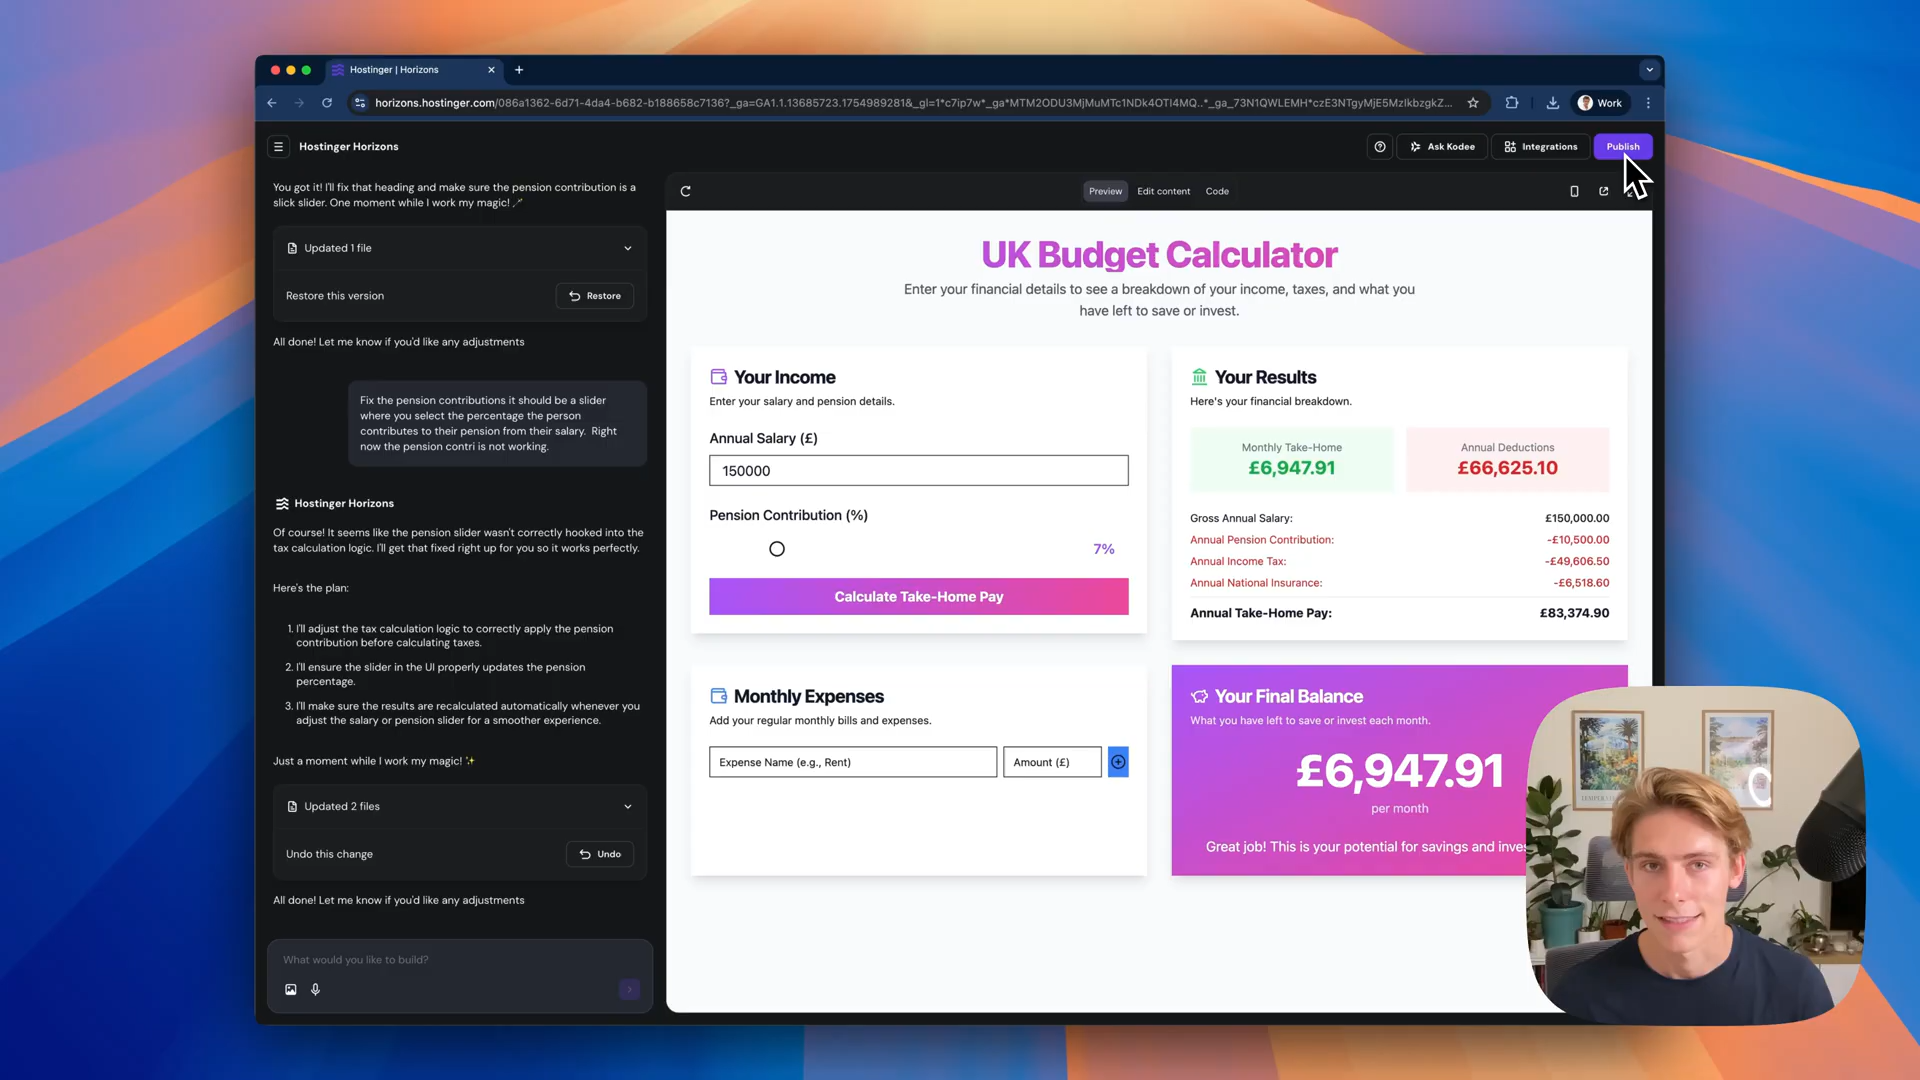 Hostinger | Horizons
horizons.hostinger.com/086a1362-6d71-4da4-b682-b188658c7136?_ga=GA1.1.13685723.1754989281&_gl=1*c7ip7w*_ga*MTM2ODU3MjMuMTc1NDk4OTI4MQ..*_ga_73N1QWLEMH*czE3NTgyMjE5MzIkbzgkZ...
Work
Hostinger Horizons
Ask Kodee
Integrations
Publish
You got it! I'll fix that heading and make sure the pension contribution is a
slick slider. One moment while I work my magic! 🪄
Updated 1 file
Restore this version
Restore
All done! Let me know if you'd like any adjustments
Fix the pension contributions it should be a slider
where you select the percentage the person
contributes to their pension from their salary.  Right
now the pension contri is not working.
Hostinger Horizons
Of course! It seems like the pension slider wasn't correctly hooked into the
tax calculation logic. I'll get that fixed right up for you so it works perfectly.
Here's the plan:
1. I'll adjust the tax calculation logic to correctly apply the pension
contribution before calculating taxes.
2. I'll ensure the slider in the UI properly updates the pension
percentage.
3. I'll make sure the results are recalculated automatically whenever you
adjust the salary or pension slider for a smoother experience.
Just a moment while I work my magic! ✨
Updated 2 files
Undo this change
Undo
All done! Let me know if you'd like any adjustments
What would you like to build?
Preview
Edit content
Code
UK Budget Calculator
Enter your financial details to see a breakdown of your income, taxes, and what you
have left to save or invest.
Your Income
Enter your salary and pension details.
Annual Salary (£)
150000
Pension Contribution (%)
7%
Calculate Take-Home Pay
Your Results
Here's your financial breakdown.
Monthly Take-Home
£6,947.91
Annual Deductions
£66,625.10
Gross Annual Salary: £150,000.00
Annual Pension Contribution: -£10,500.00
Annual Income Tax: -£49,606.50
Annual National Insurance: -£6,518.60
Annual Take-Home Pay: £83,374.90
Monthly Expenses
Add your regular monthly bills and expenses.
Expense Name (e.g., Rent)
Amount (£)
Your Final Balance
What you have left to save or invest each month.
£6,947.91
per month
Great job! This is your potential for savings and inves